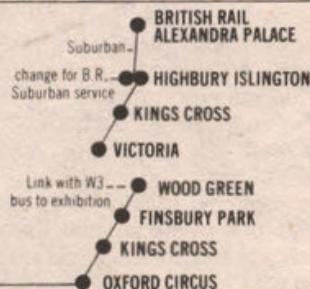 BRITISH RAIL
ALEXANDRA PALACE
Suburban
change for B.R.
Suburban service
HIGHBURY ISLINGTON
KINGS CROSS
VICTORIA
Link with W3
bus to exhibition
WOOD GREEN
FINSBURY PARK
KINGS CROSS
OXFORD CIRCUS